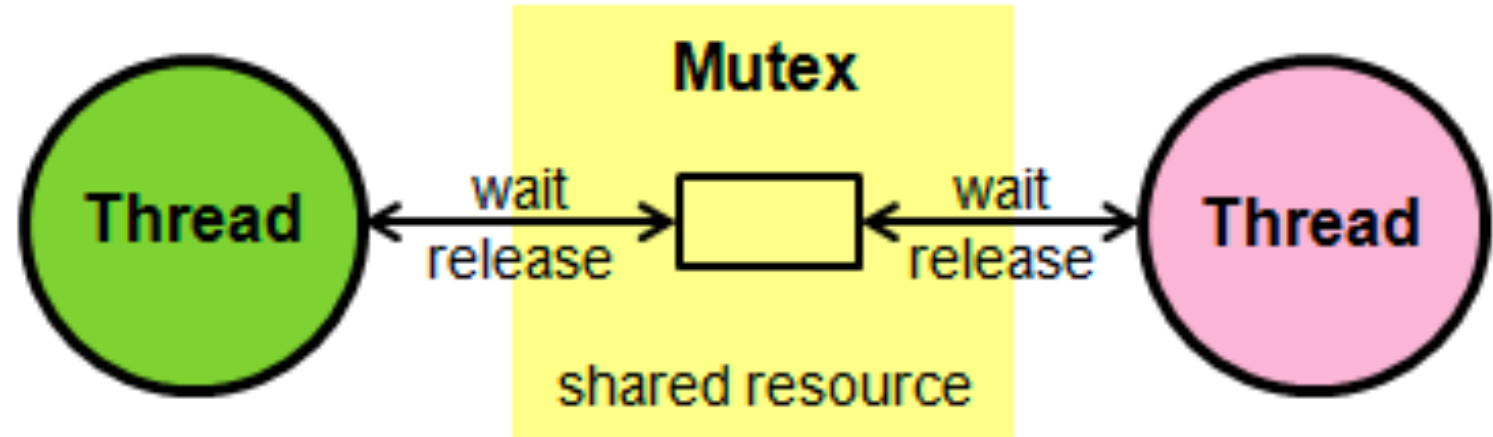 Mutex
Thread
wait
release
wait
release
Thread
shared resource